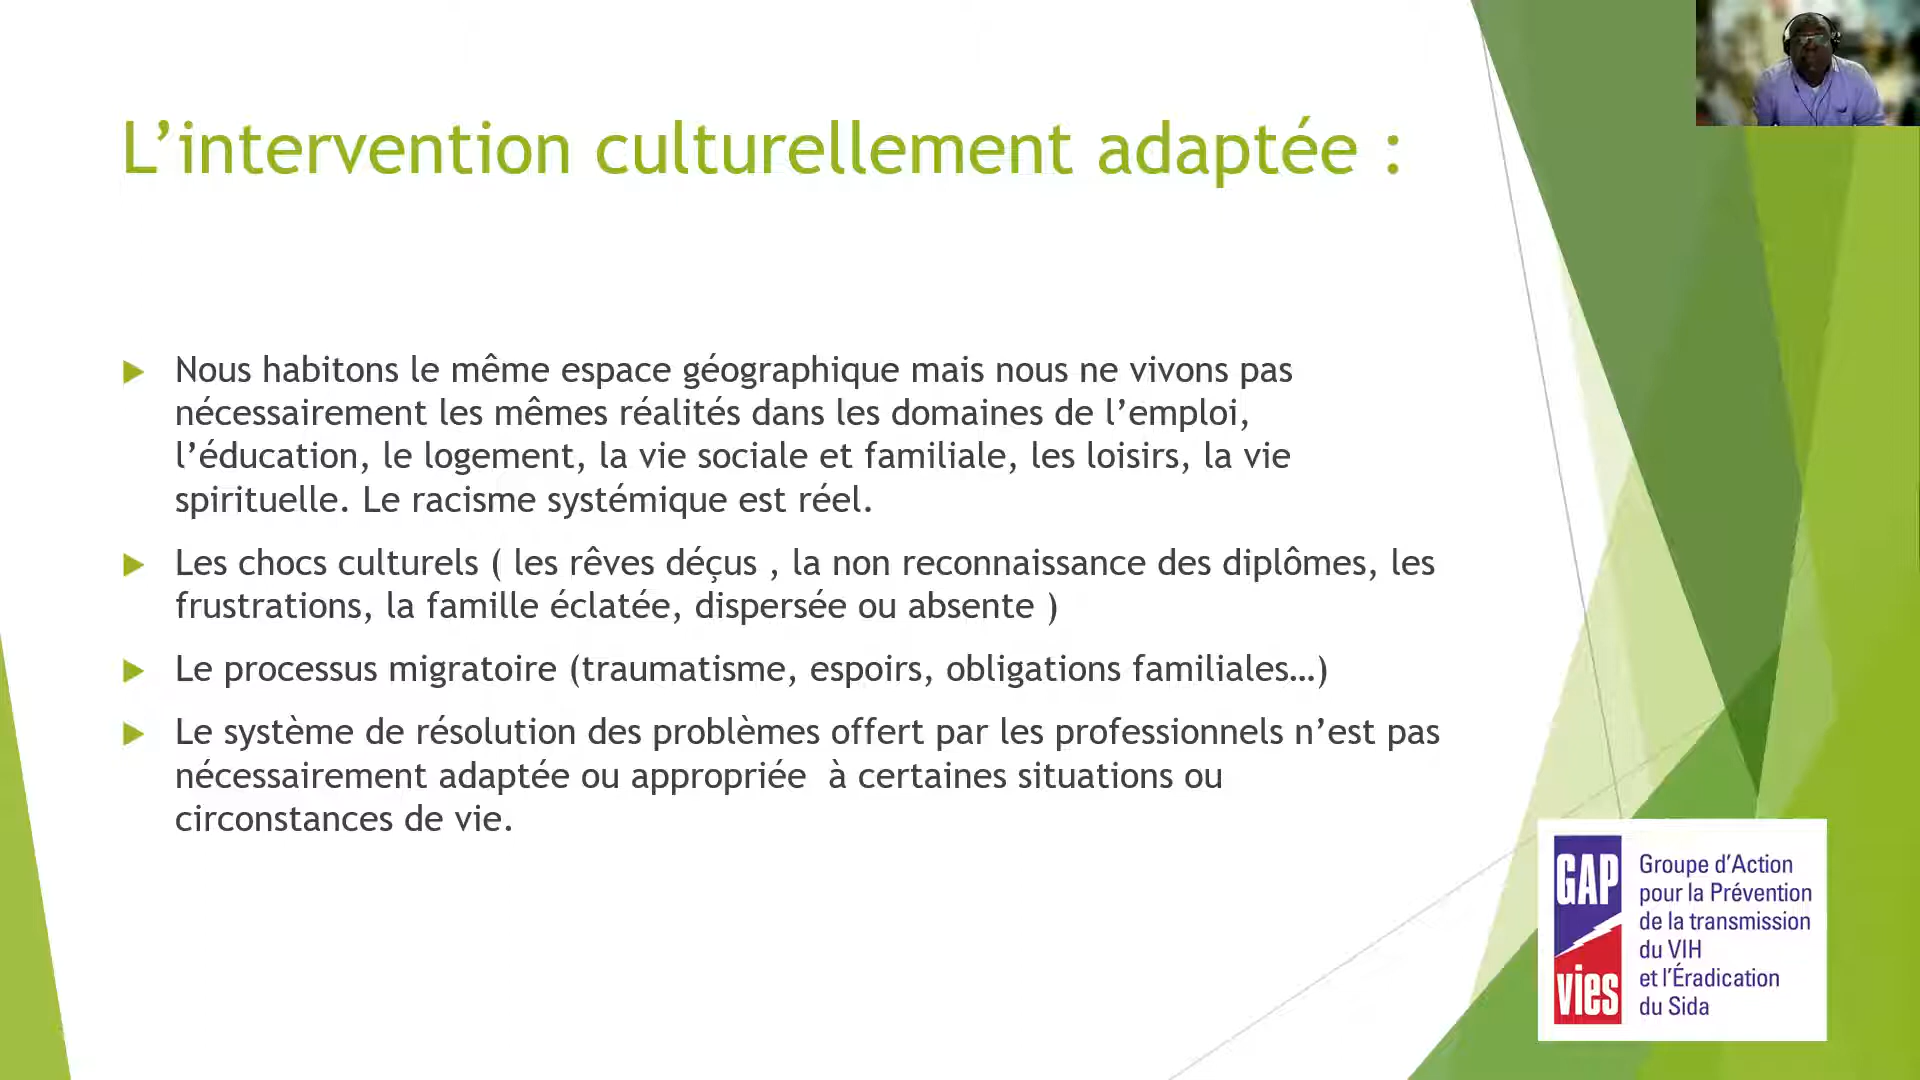 L’intervention culturellement adaptée :
Nous habitons le même espace géographique mais nous ne vivons pas
nécessairement les mêmes réalités dans les domaines de l’emploi,
l’éducation, le logement, la vie sociale et familiale, les loisirs, la vie
spirituelle. Le racisme systémique est réel.
Les chocs culturels ( les rêves déçus , la non reconnaissance des diplômes, les
frustrations, la famille éclatée, dispersée ou absente )
Le processus migratoire (traumatisme, espoirs, obligations familiales…)
Le système de résolution des problèmes offert par les professionnels n’est pas
nécessairement adaptée ou appropriée  à certaines situations ou
circonstances de vie.
GAP
vies
Groupe d’Action
pour la Prévention
de la transmission
du VIH
et l’Éradication
du Sida